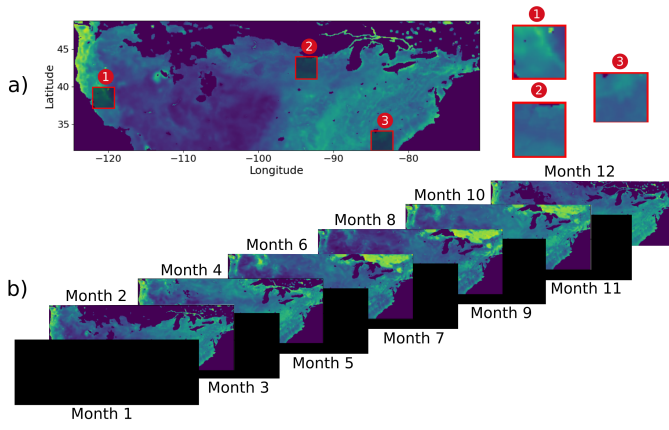 a)
1
2
3
45
40
35
Latitude
−120
−110
−100
−90
−80
Longitude
1
2
3
b)
Month 12
Month 10
Month 8
Month 6
Month 4
Month 2
Month 11
Month 9
Month 7
Month 5
Month 3
Month 1